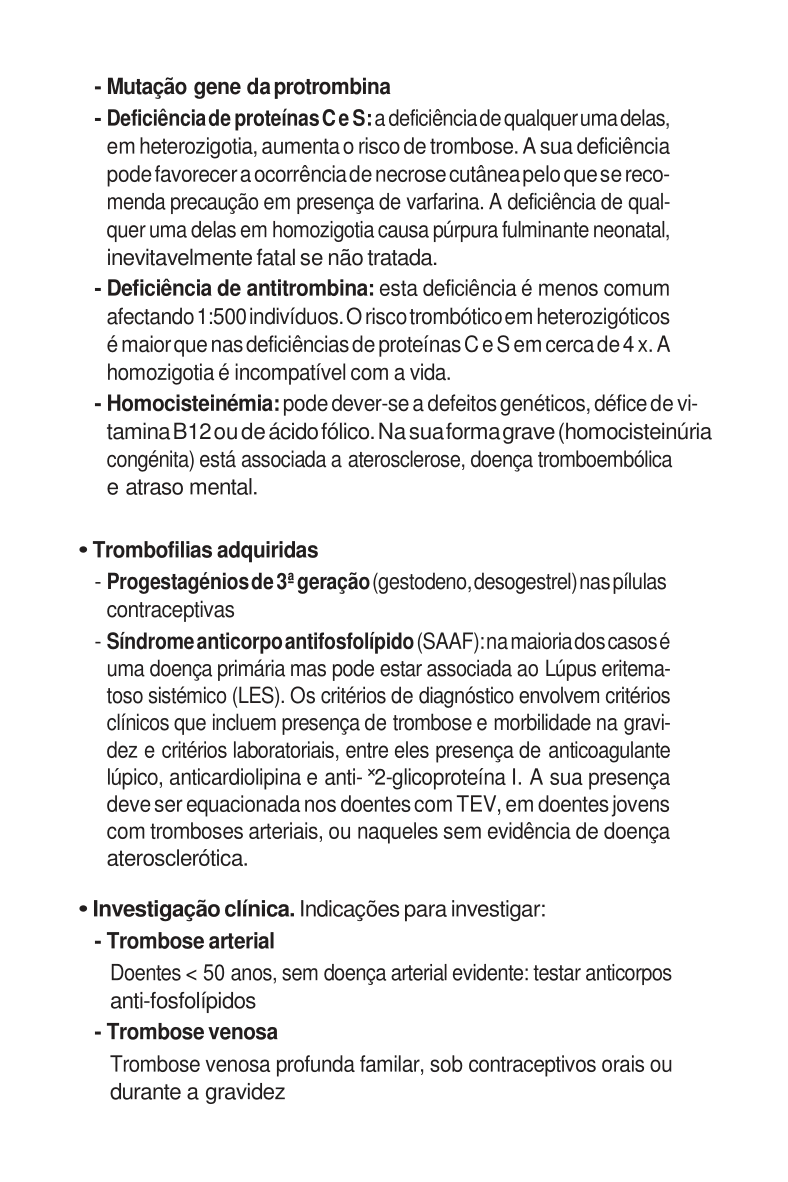 - Mutação gene da protrombina
- Deficiência de proteínas C e S: a deficiência de qualquer uma delas,
em heterozigotia, aumenta o risco de trombose. A sua deficiência
pode favorecer a ocorrência de necrose cutânea pelo que se reco-
menda precaução em presença de varfarina. A deficiência de qual-
quer uma delas em homozigotia causa púrpura fulminante neonatal,
inevitavelmente fatal se não tratada.
- Deficiência de antitrombina: esta deficiência é menos comum
afectando 1:500 indivíduos. O risco trombótico em heterozigóticos
é maior que nas deficiências de proteínas C e S em cerca de 4 x. A
homozigotia é incompatível com a vida.
- Homocisteinémia: pode dever-se a defeitos genéticos, défice de vi-
tamina B12 ou de ácido fólico. Na sua forma grave (homocisteinúria
congénita) está associada a aterosclerose, doença tromboembólica
e atraso mental.
• Trombofilias adquiridas
- Progestagénios de 3ª geração (gestodeno, desogestrel) nas pílulas
contraceptivas
- Síndrome anticorpo antifosfolípido (SAAF): na maioria dos casos é
uma doença primária mas pode estar associada ao Lúpus eritema-
toso sistémico (LES). Os critérios de diagnóstico envolvem critérios
clínicos que incluem presença de trombose e morbilidade na gravi-
dez e critérios laboratoriais, entre eles presença de anticoagulante
lúpico, anticardiolipina e anti- ˣ2-glicoproteína I. A sua presença
deve ser equacionada nos doentes com TEV, em doentes jovens
com tromboses arteriais, ou naqueles sem evidência de doença
aterosclerótica.
• Investigação clínica. Indicações para investigar:
- Trombose arterial
Doentes < 50 anos, sem doença arterial evidente: testar anticorpos
anti-fosfolípidos
- Trombose venosa
Trombose venosa profunda familar, sob contraceptivos orais ou
durante a gravidez